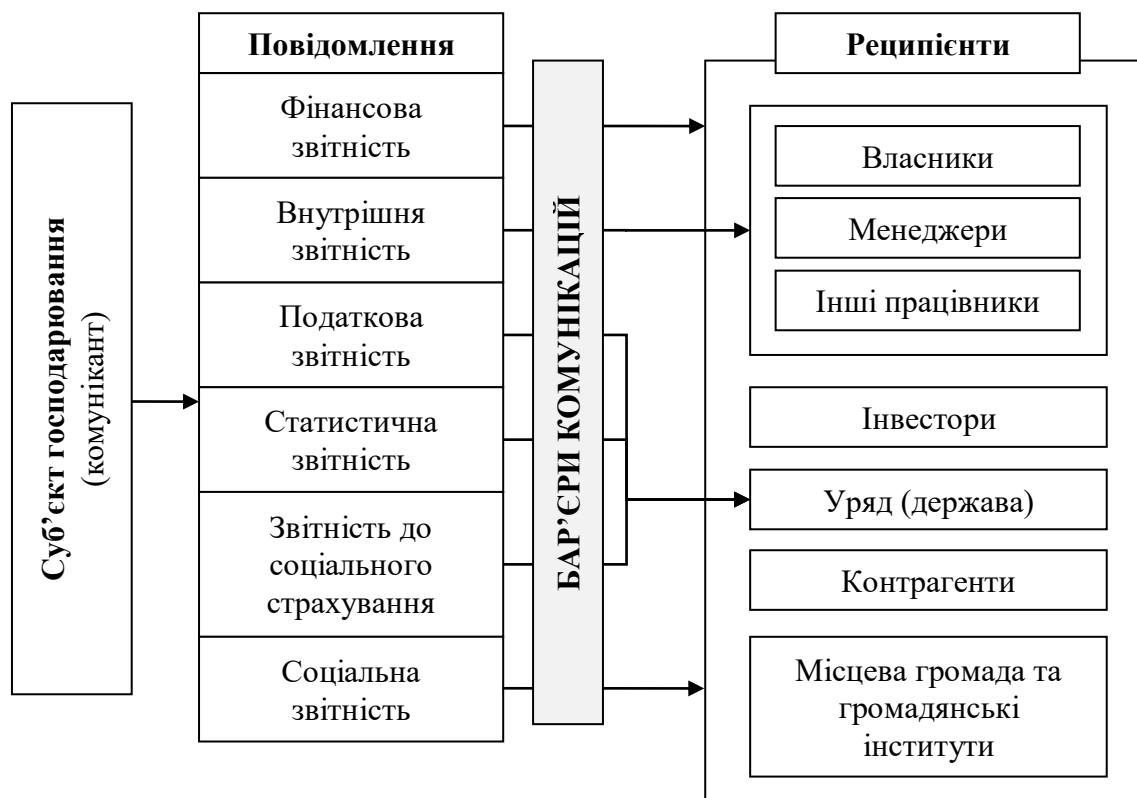 Суб’єкт господарювання
(комунікант)
Повідомлення
Фінансова
звітність
Внутрішня
звітність
Податкова
звітність
Статистична
звітність
Звітність до
соціального
страхування
Соціальна
звітність
БАР’ЄРИ КОМУНІКАЦІЙ
Реципієнти
Власники
Менеджери
Інші працівники
Інвестори
Уряд (держава)
Контрагенти
Місцева громада та
громадянські
інститути